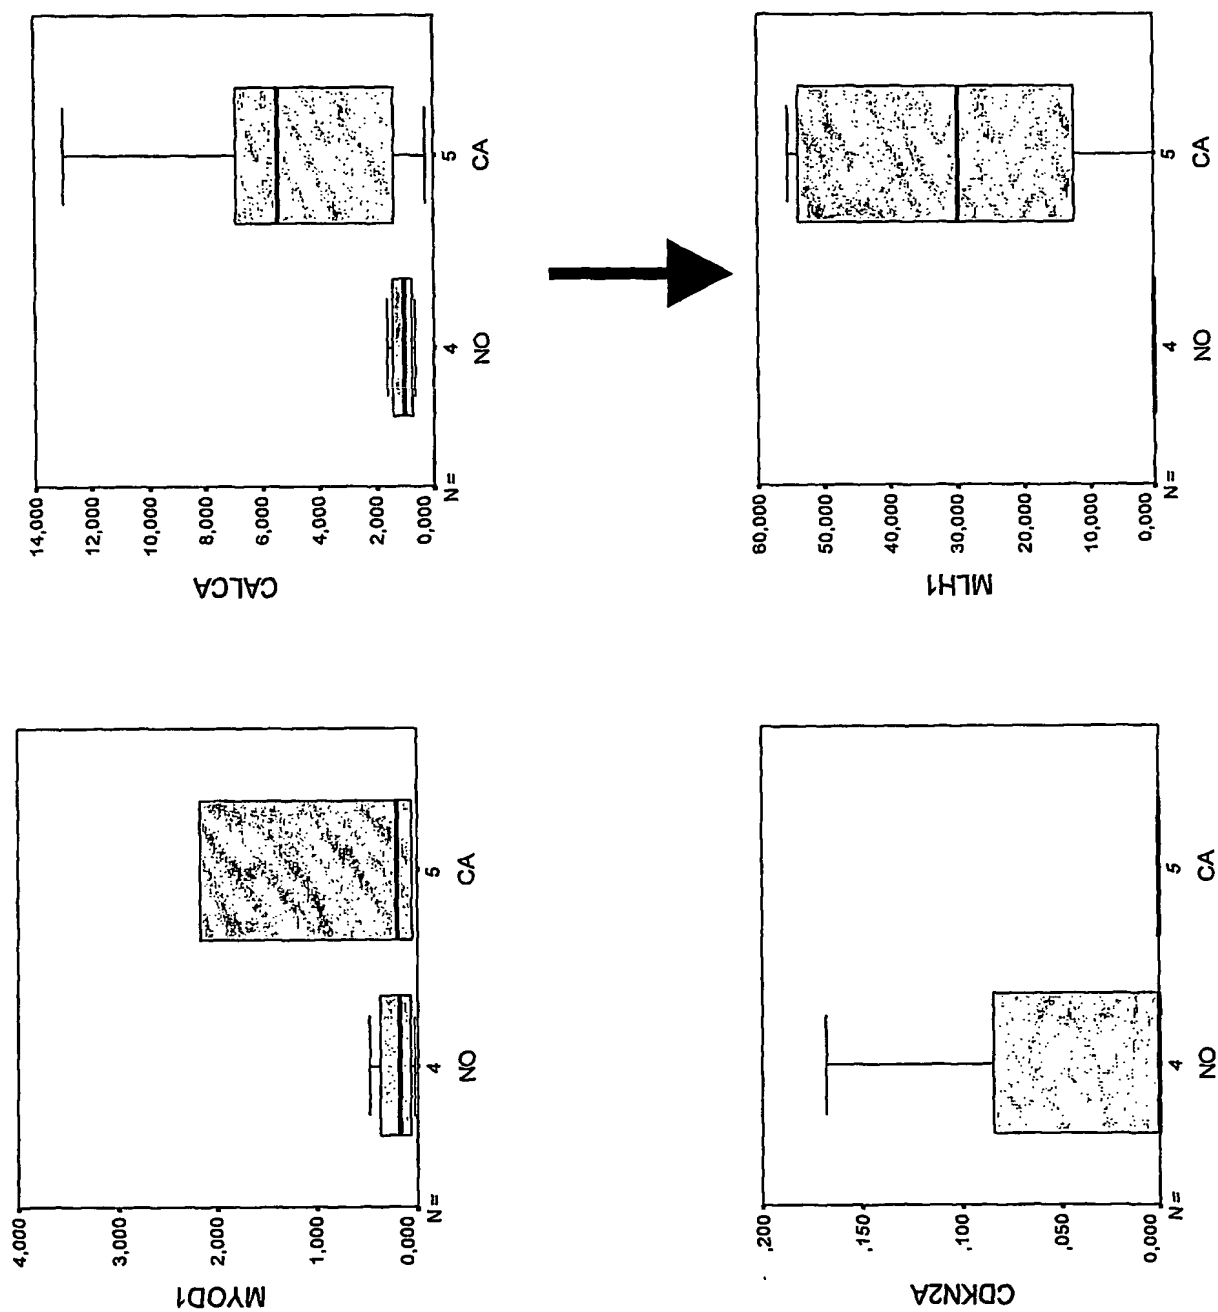 MYOD1
4,000
3,000
2,000
1,000
0,000
N =
4
5
NO
CA
CALCA
14,000
12,000
10,000
8,000
6,000
4,000
2,000
0,000
N =
4
5
NO
CA
CDKN2A
,200
,150
,100
,050
0,000
N =
4
5
NO
CA
MLH1
60,000
50,000
40,000
30,000
20,000
10,000
0,000
N =
4
5
NO
CA